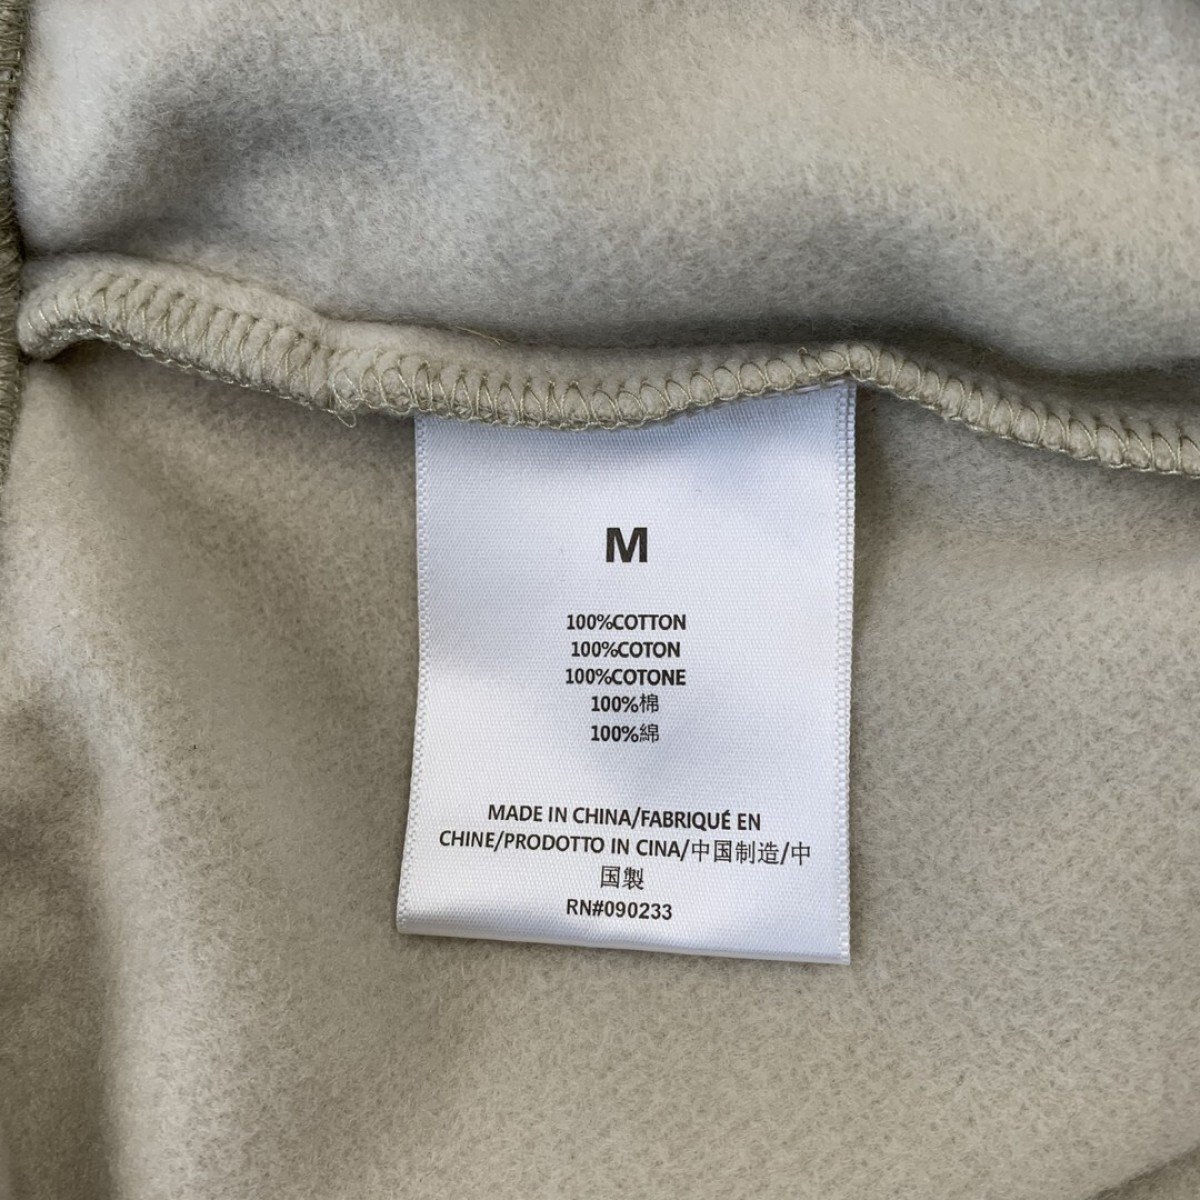 M
100%COTTON
100%COTON
100%COTONE
100%棉
100%綿
MADE IN CHINA/FABRIQUÉ EN
CHINE/PRODOTTO IN CINA/中国制造/中
国製
RN#090233